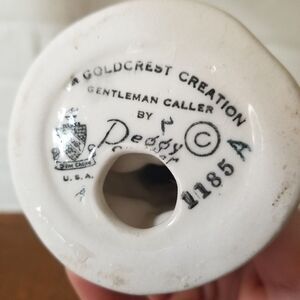 A GOLDCREST CREATION
GENTLEMAN CALLER
BY
Peggy ©
U.S.A.
1185 A